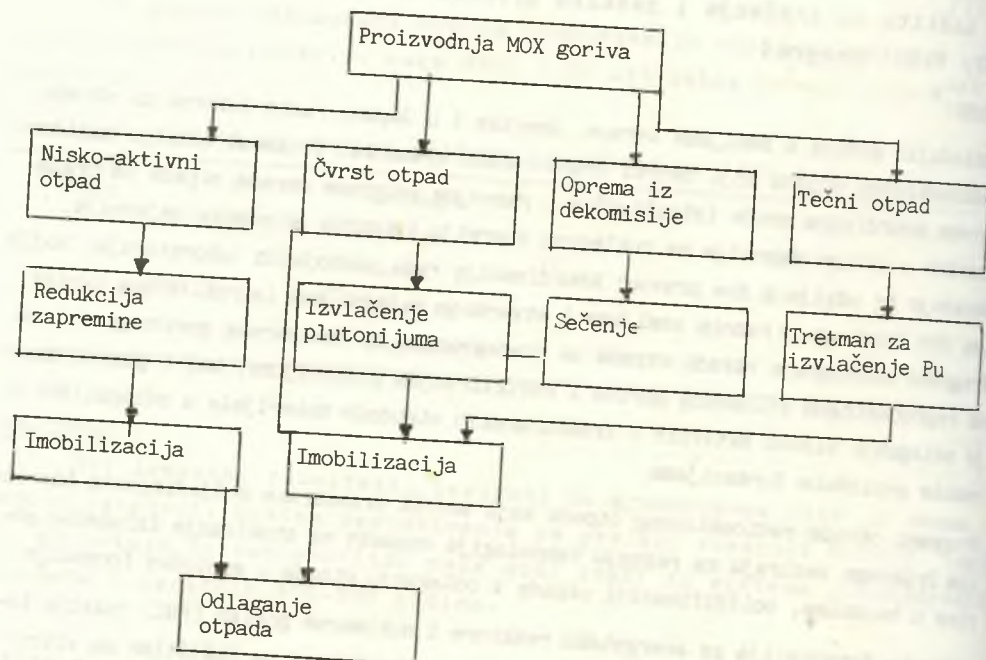 Proizvodnja MOX goriva
Nisko-aktivni
otpad
Čvrst otpad
Oprema iz
dekomisije
Tečni otpad
Redukcija
zapremine
Izvlačenje
plutonijuma
Sečenje
Tretman za
izvlačenje Pu
Imobilizacija
Imobilizacija
Odlaganje
otpada